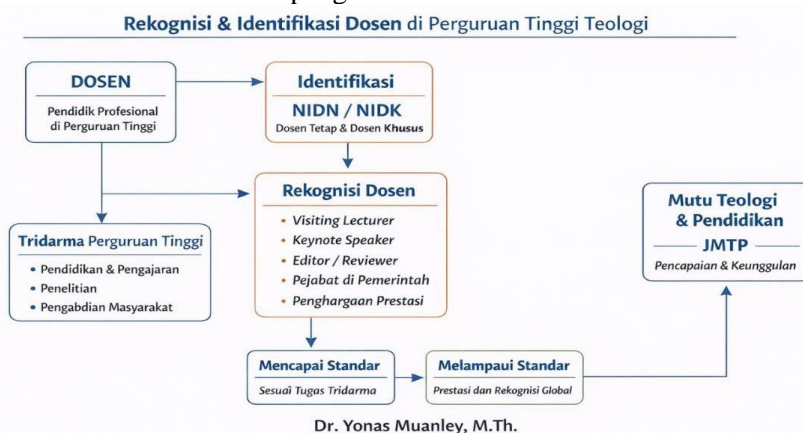 Rekognisi & Identifikasi Dosen di Perguruan Tinggi Teologi
DOSEN
Pendidik Profesional
di Perguruan Tinggi
Identifikasi
NIDN / NIDK
Dosen Tetap & Dosen Khusus
Tridarma Perguruan Tinggi
• Pendidikan & Pengajaran
• Penelitian
• Pengabdian Masyarakat
Rekognisi Dosen
• Visiting Lecturer
• Keynote Speaker
• Editor / Reviewer
• Pejabat di Pemerintah
• Penghargaan Prestasi
Mutu Teologi
& Pendidikan
JMTP
Pencapaian & Keunggulan
Mencapai Standar
Sesuai Tugas Tridarma
Melampaui Standar
Prestasi dan Rekognisi Global
Dr. Yonas Muanley, M.Th.